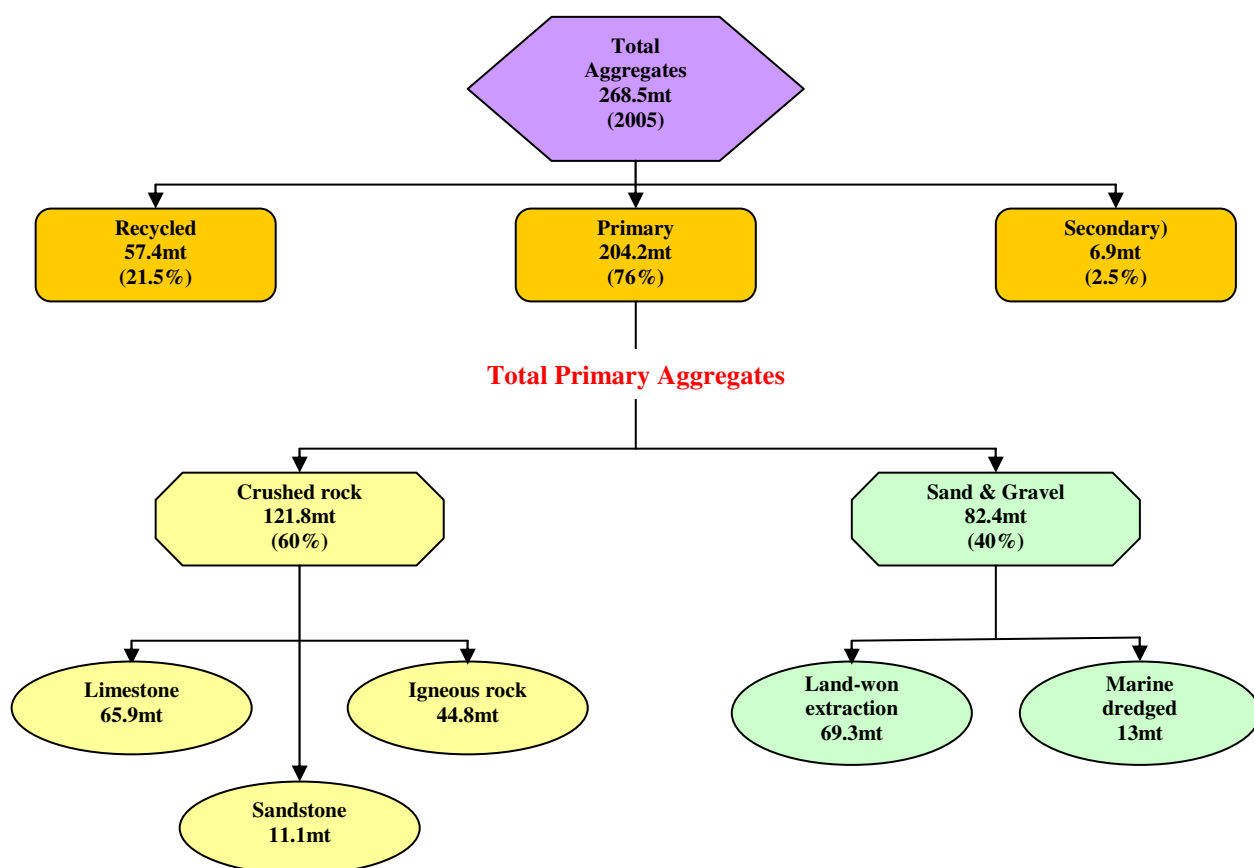 Total
Aggregates
268.5mt
(2005)
Recycled
57.4mt
(21.5%)
Primary
204.2mt
(76%)
Secondary)
6.9mt
(2.5%)
Total Primary Aggregates
Crushed rock
121.8mt
(60%)
Sand & Gravel
82.4mt
(40%)
Limestone
65.9mt
Igneous rock
44.8mt
Land-won
extraction
69.3mt
Marine
dredged
13mt
Sandstone
11.1mt